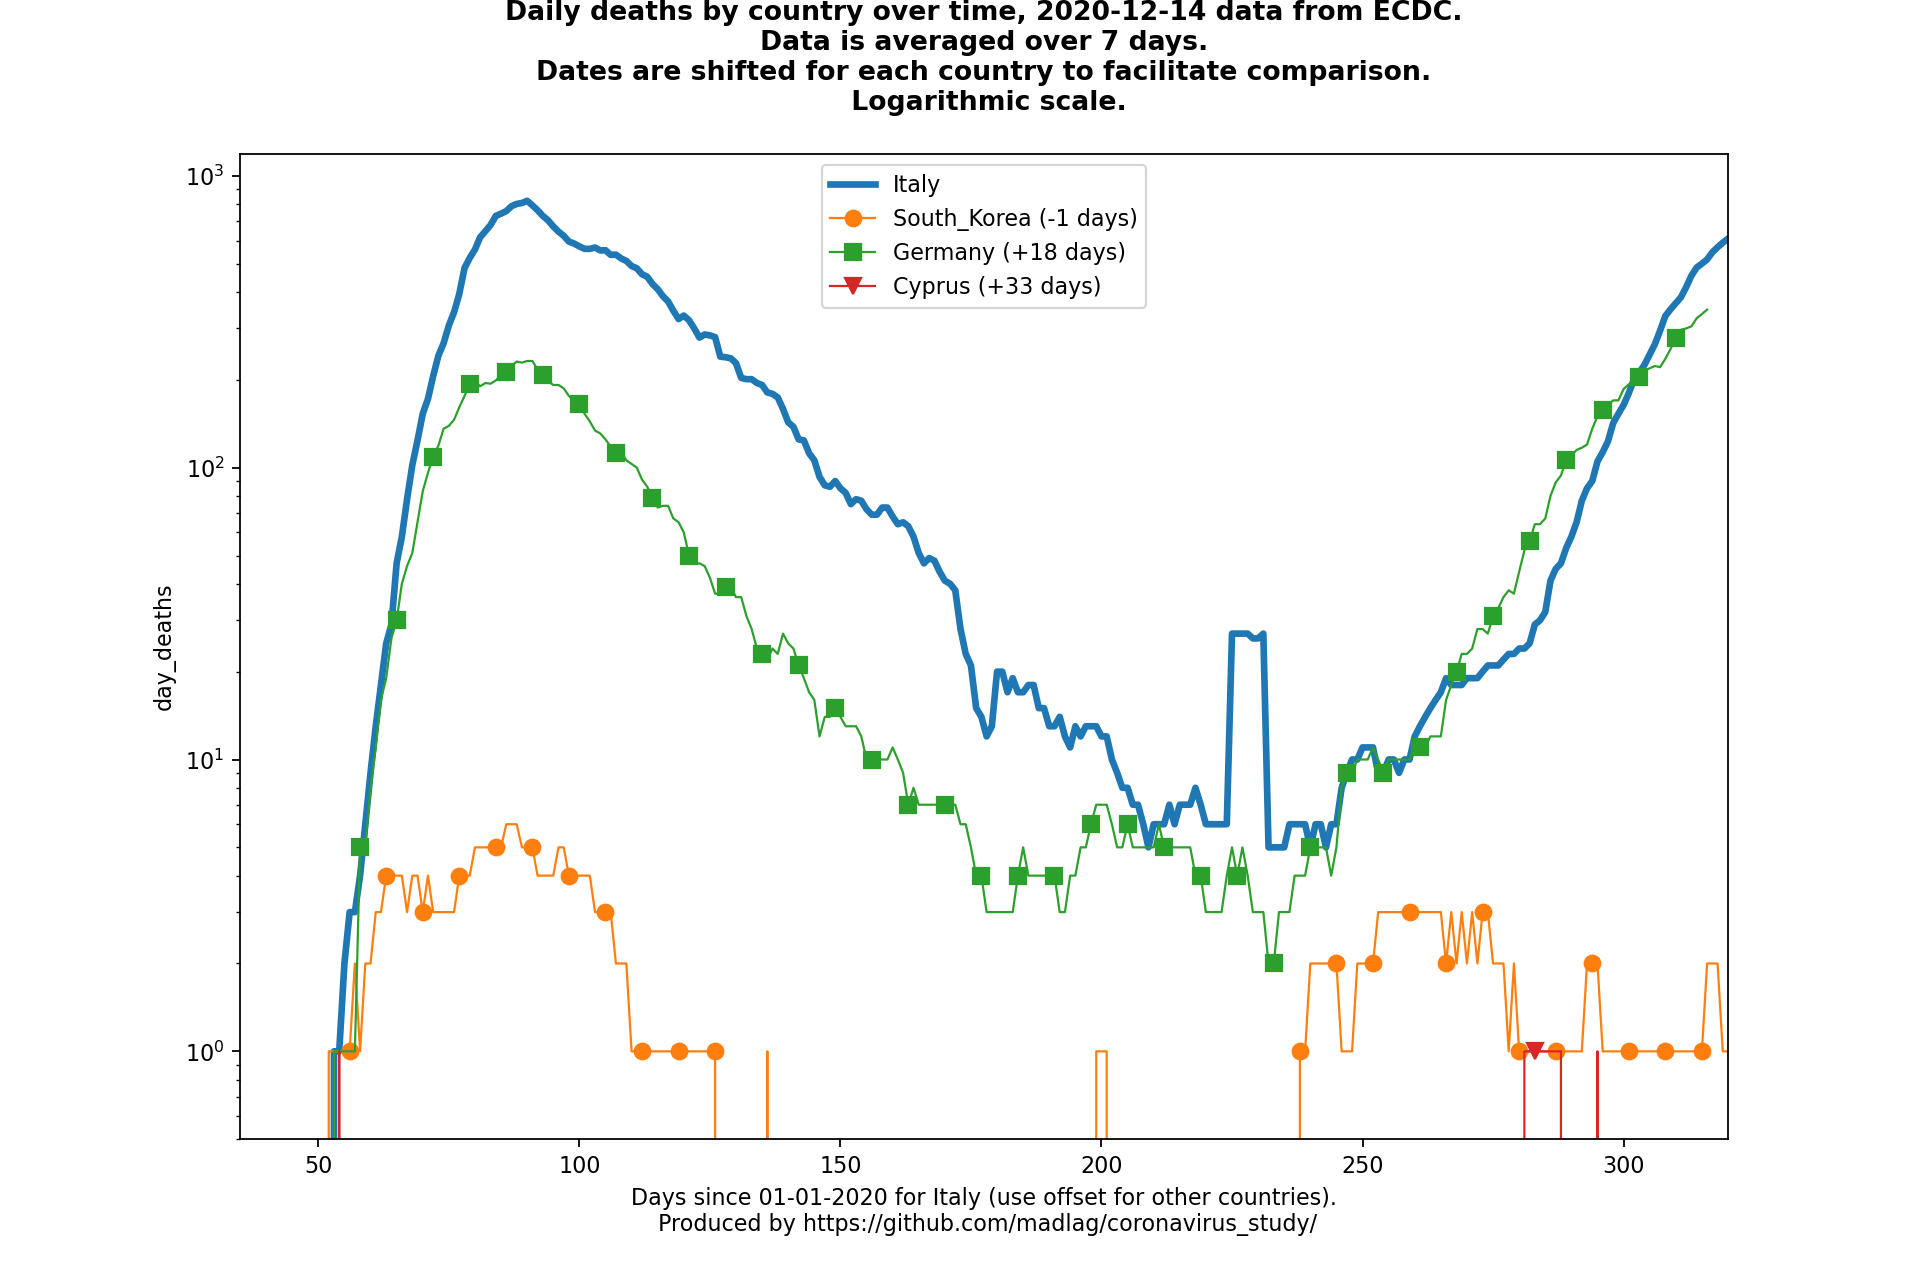 Daily deaths by country over time, 2020-12-14 data from ECDC.
Data is averaged over 7 days.
Dates are shifted for each country to facilitate comparison.
Logarithmic scale.
10³
10²
10¹
10⁰
day_deaths
Italy
South_Korea (-1 days)
Germany (+18 days)
Cyprus (+33 days)
50 100 150 200 250 300
Days since 01-01-2020 for Italy (use offset for other countries).
Produced by https://github.com/madlag/coronavirus_study/